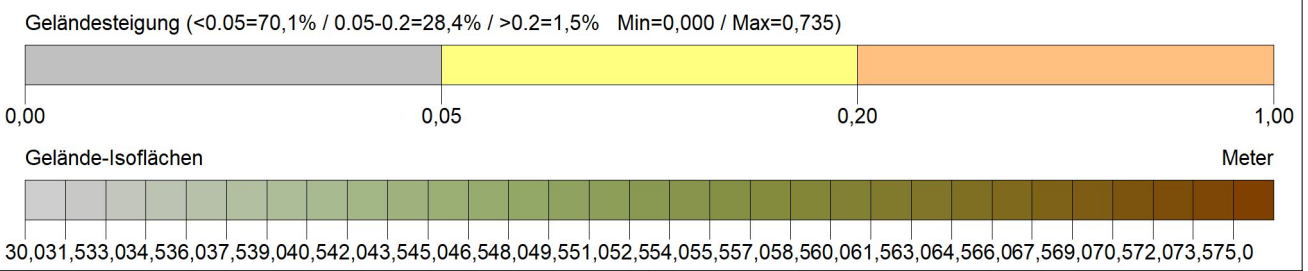 Geländesteigung (<0.05=70,1% / 0.05-0.2=28,4% / >0.2=1,5% Min=0,000 / Max=0,735)
0,00 0,05 0,20 1,00
Gelände-Isoflächen Meter
30,031,533,034,536,037,539,040,542,043,545,046,548,049,551,052,554,055,557,058,560,061,563,064,566,067,569,070,572,073,575,0